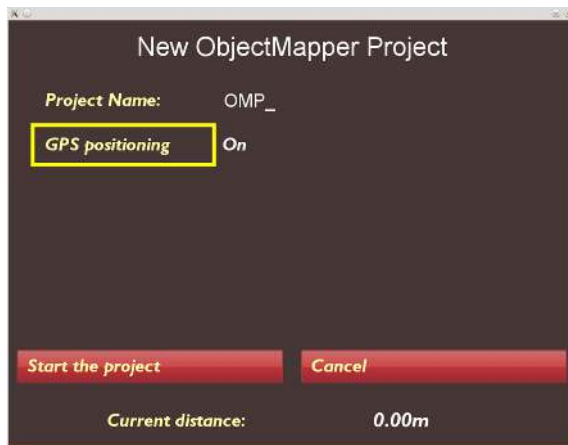 New ObjectMapper Project
Project Name: OMP_
GPS positioning On
Start the project Cancel
Current distance: 0.00m